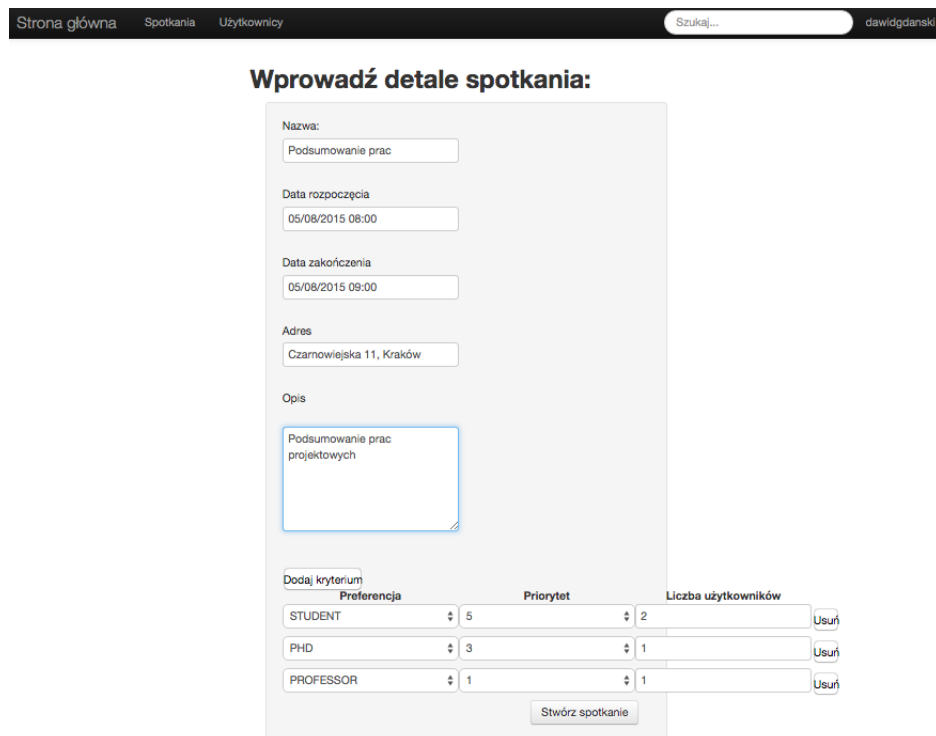 Strona główna Spotkania Użytkownicy Szukaj... dawidgdanski
Wprowadź detale spotkania:
Nazwa:
Podsumowanie prac
Data rozpoczęcia
05/08/2015 08:00
Data zakończenia
05/08/2015 09:00
Adres
Czarnowiejska 11, Kraków
Opis
Podsumowanie prac
projektowych
Dodaj kryterium
Preferencja Priorytet Liczba użytkowników
STUDENT 5 2 Usuń
PHD 3 1 Usuń
PROFESSOR 1 1 Usuń
Stwórz spotkanie